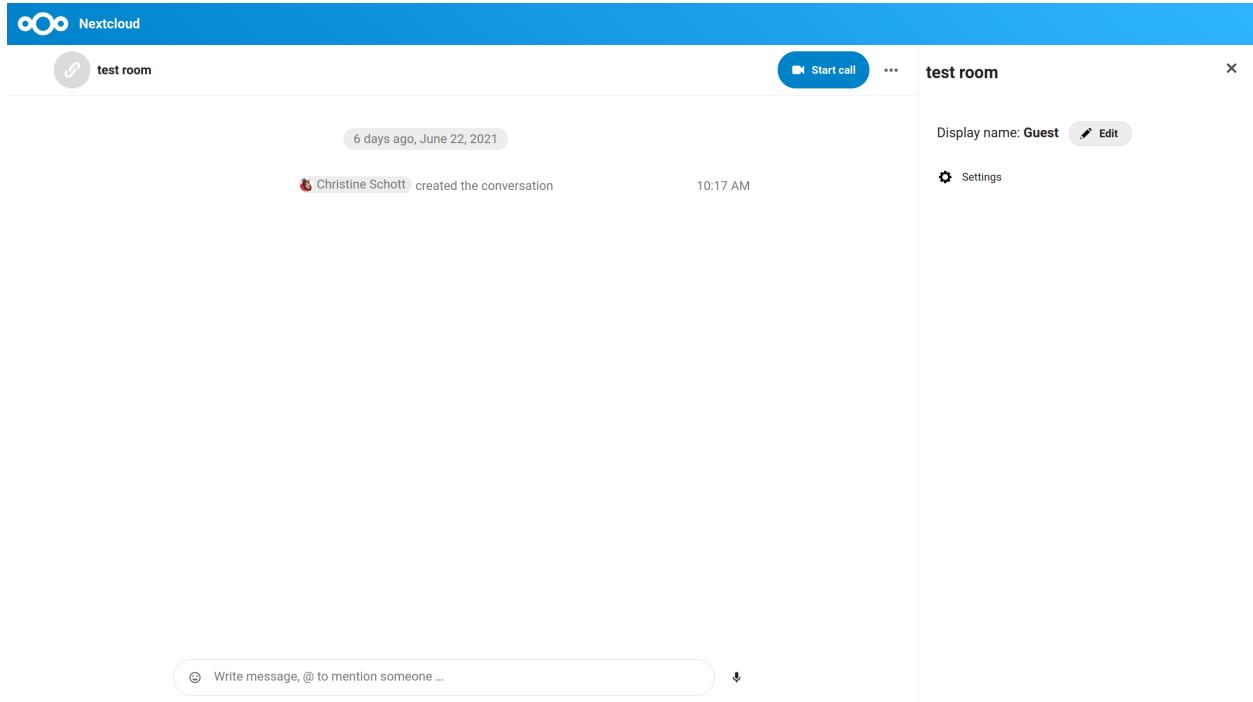 Nextcloud
test room
Start call
test room
Display name: Guest
Edit
Settings
6 days ago, June 22, 2021
Christine Schott created the conversation
10:17 AM
Write message, @ to mention someone …